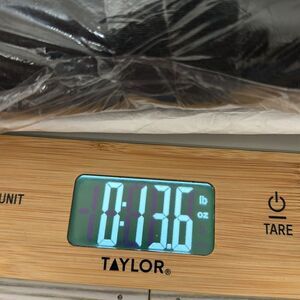 UNIT
0:13.6
lb
oz
TARE
TAYLOR®